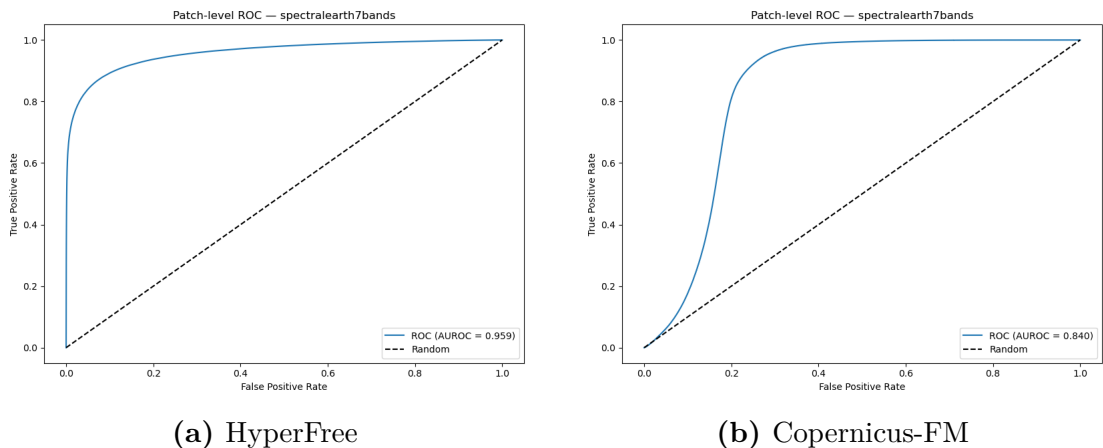 Patch-level ROC — spectralearth7bands
1.0
0.8
0.6
0.4
0.2
0.0
True Positive Rate
ROC (AUROC = 0.959)
Random
0.0 0.2 0.4 0.6 0.8 1.0
False Positive Rate
(a) HyperFree
Patch-level ROC — spectralearth7bands
1.0
0.8
0.6
0.4
0.2
0.0
True Positive Rate
ROC (AUROC = 0.840)
Random
0.0 0.2 0.4 0.6 0.8 1.0
False Positive Rate
(b) Copernicus-FM